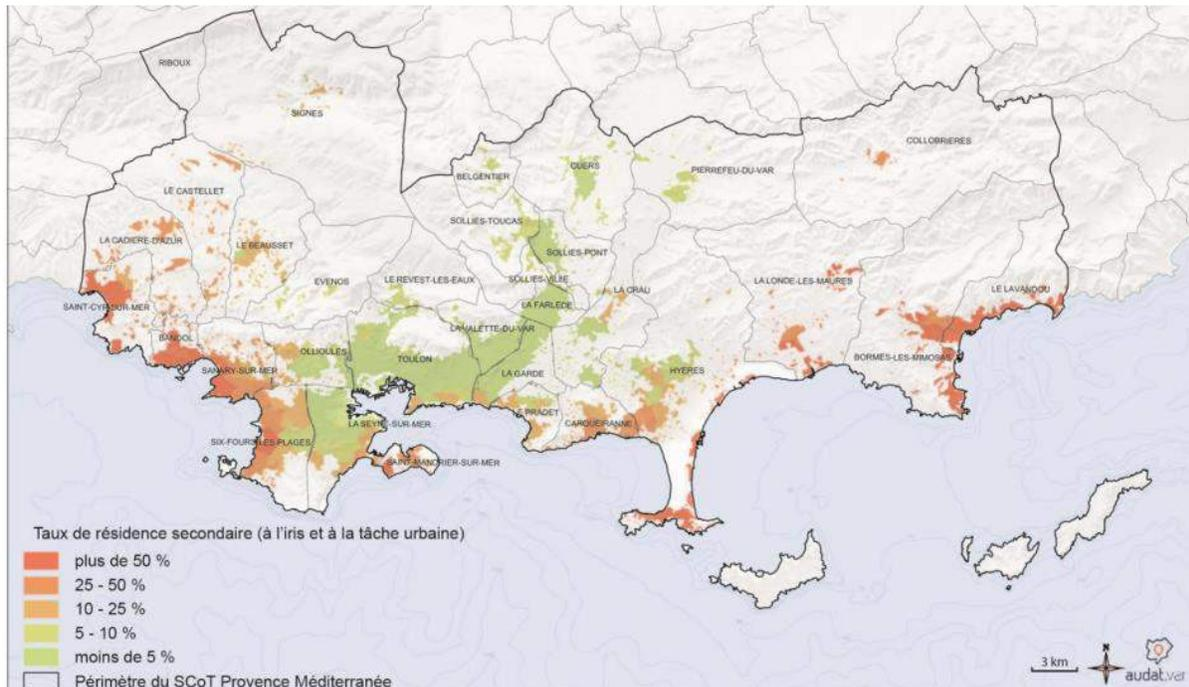 RIBOUX
SIGNES
COLLOBRIERES
CUERS
BELGENTIER
PIERREFEU-DU-VAR
LE CASTELLET
SOLLIES-TOUCAS
LA CADIERE-D'AZUR
LE BEAUSSET
SOLLIES-PONT
EVENOS
LE REVEST-LES-EAUX
SOLLIES-VILLE
LA LONDE-LES-MAURES
LA CRAU
LE LAVANDOU
SAINT-CYR-SUR-MER
LA FARLEDE
LA VALETTE-DU-VAR
BANDOL
OLLIOULES
TOULON
BORMES-LES-MIMOSAS
SANARY-SUR-MER
LA GARDE
HYERES
LE PRADET
CARQUEIRANNE
LA SEYNE-SUR-MER
SIX-FOURS-LES-PLAGES
SAINT-MANDRIER-SUR-MER
Taux de résidence secondaire (à l'iris et à la tâche urbaine)
plus de 50 %
25 - 50 %
10 - 25 %
5 - 10 %
moins de 5 %
Périmètre du SCoT Provence Méditerranée
3 km
N
audat.var